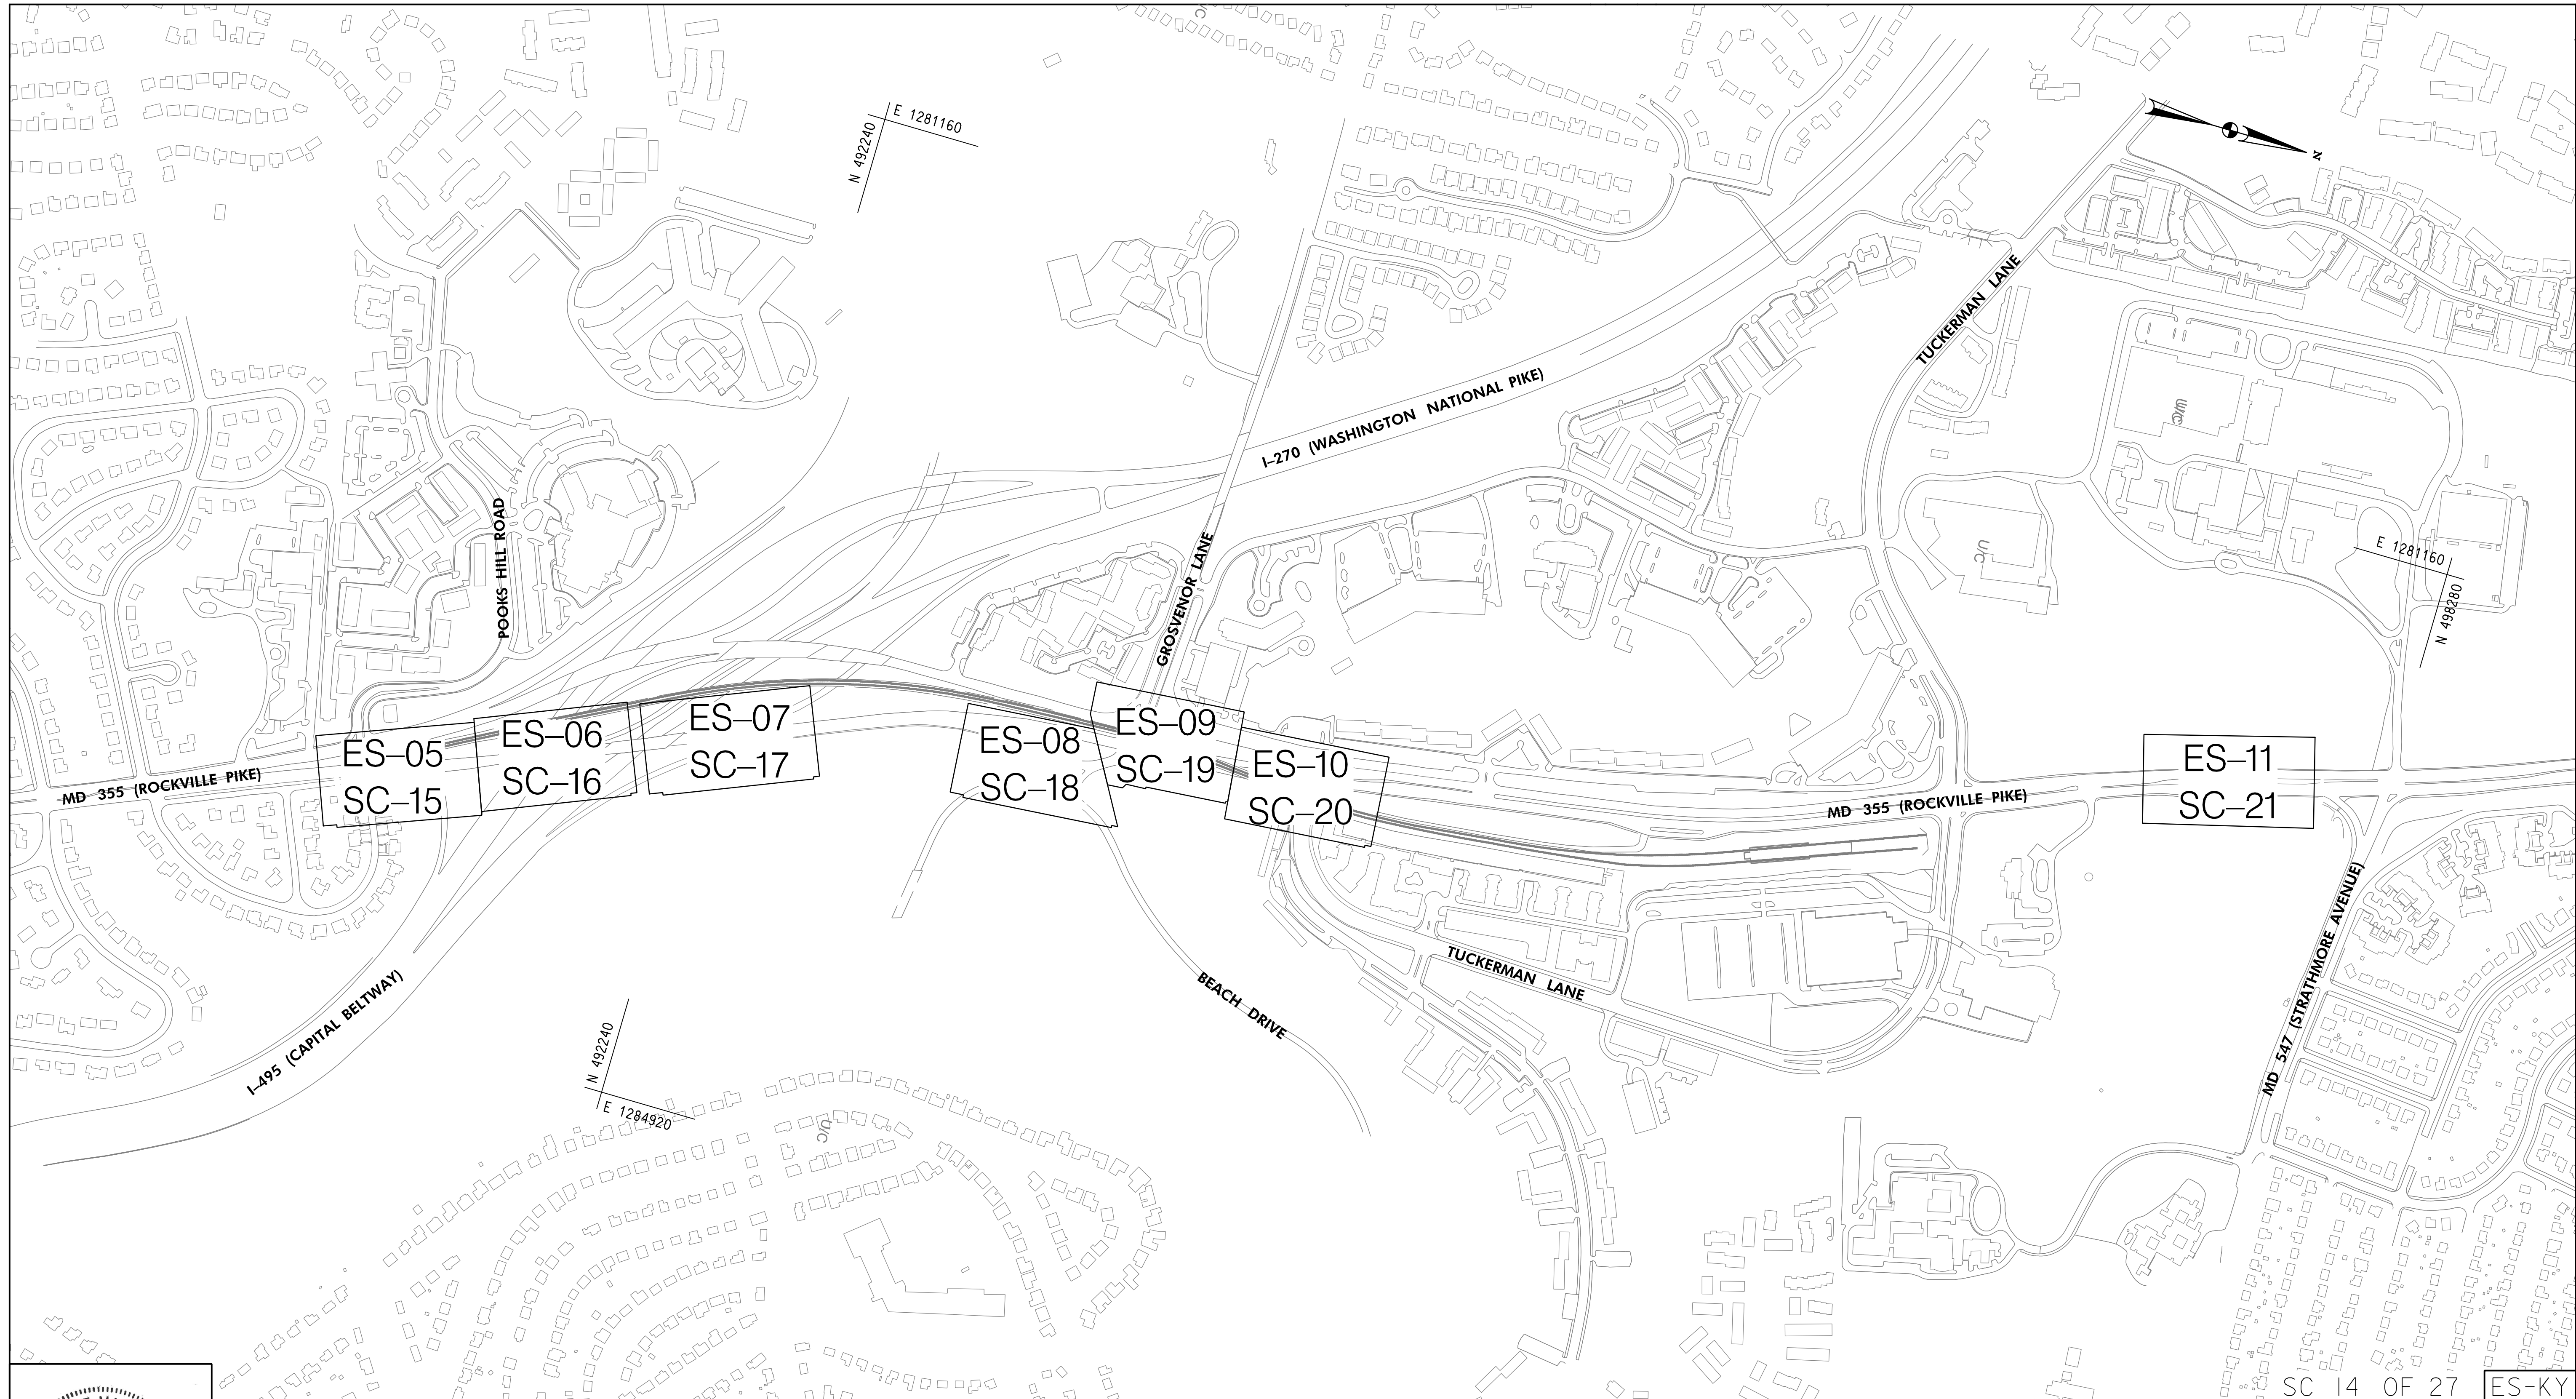 U/C
E 1281160
N 492240
N
TUCKERMAN LANE
I-270 (WASHINGTON NATIONAL PIKE)
U/C
POOKS HILL ROAD
GROSVENOR LANE
U/C
E 1281160
N 498280
ES-05
SC-15
ES-06
SC-16
ES-07
SC-17
ES-08
SC-18
ES-09
SC-19
ES-10
SC-20
ES-11
SC-21
MD 355 (ROCKVILLE PIKE)
MD 355 (ROCKVILLE PIKE)
I-495 (CAPITAL BELTWAY)
BEACH DRIVE
TUCKERMAN LANE
MD 547 (STRATHMORE AVENUE)
N 492240
E 1284920
U/C
SC 14 OF 27
ES-KY